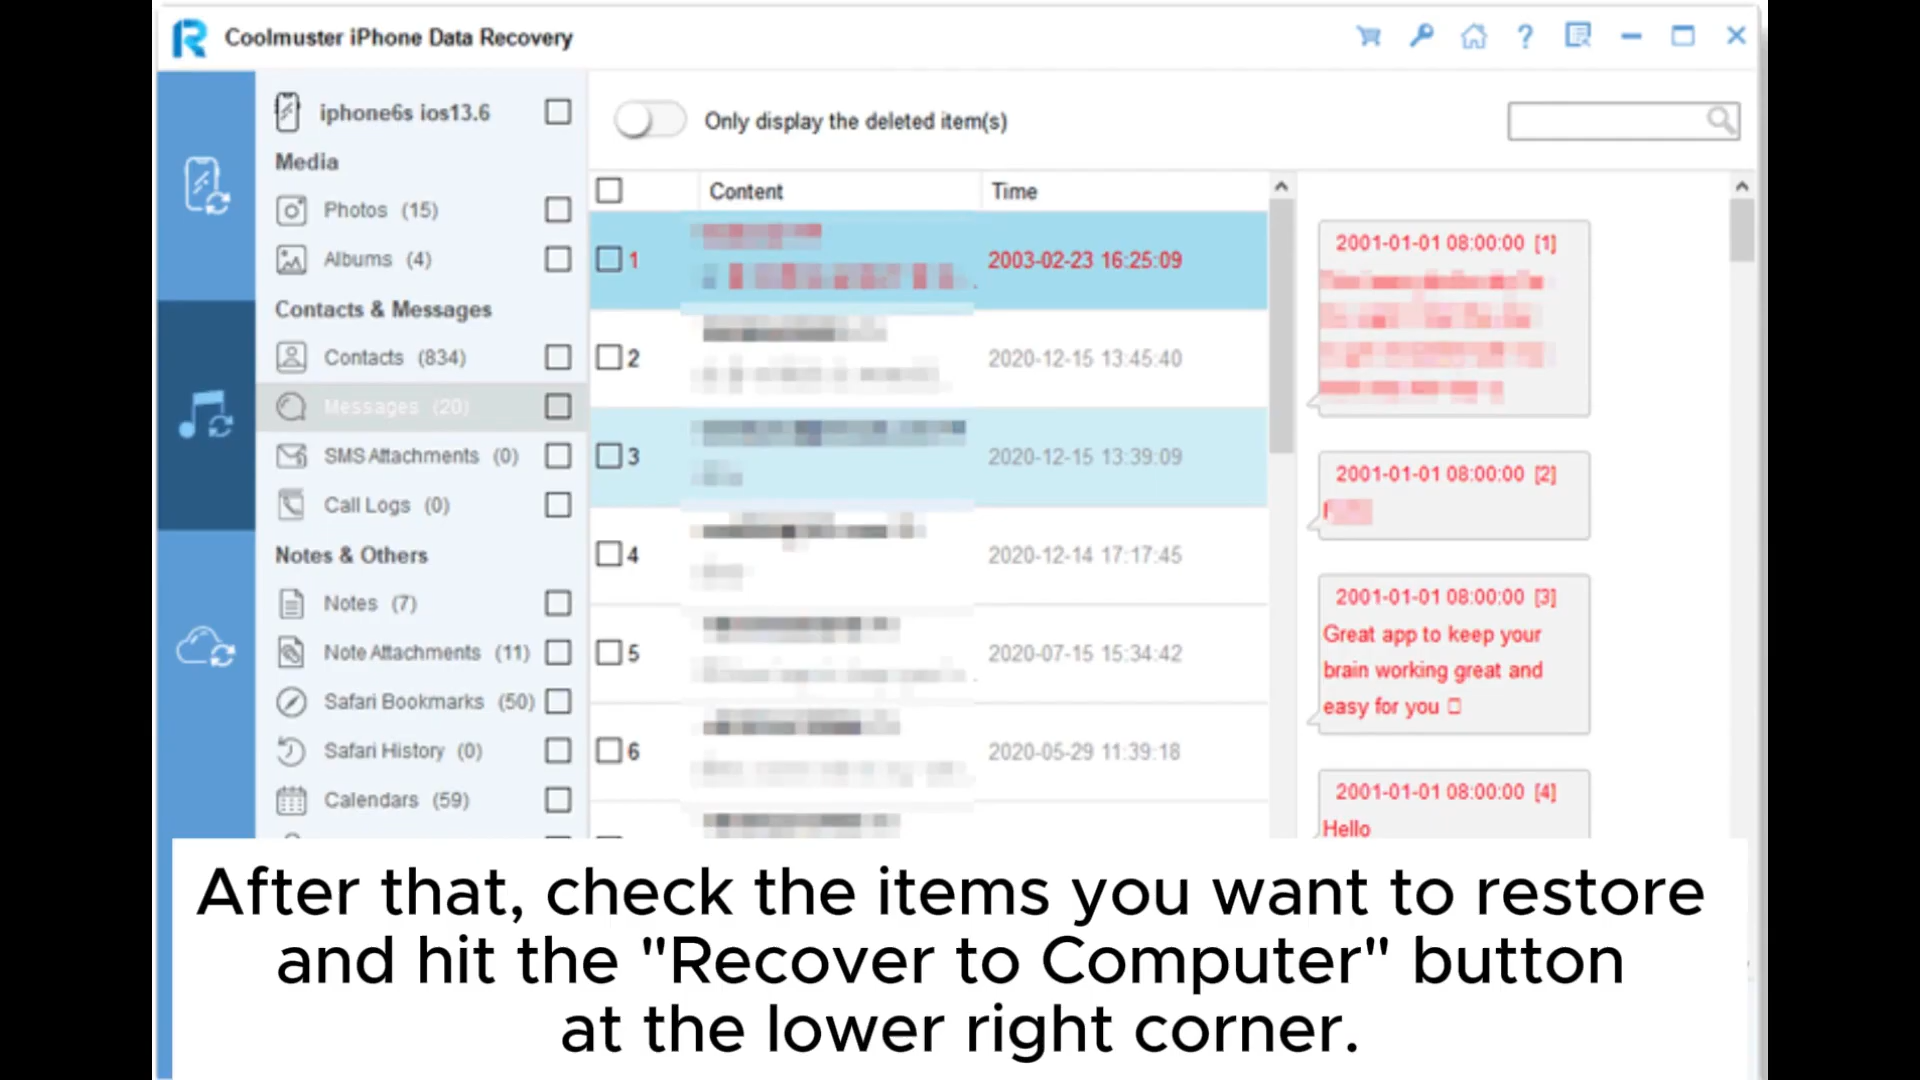 Coolmuster iPhone Data Recovery
iphone6s ios13.6
Media
Photos (15)
Albums (4)
Contacts & Messages
Contacts (834)
Messages (20)
SMS Attachments (0)
Call Logs (0)
Notes & Others
Notes (7)
Note Attachments (11)
Safari Bookmarks (50)
Safari History (0)
Calendars (59)
Only display the deleted item(s)
Content Time
1 2003-02-23 16:25:09
2 2020-12-15 13:45:40
3 2020-12-15 13:39:09
4 2020-12-14 17:17:45
5 2020-07-15 15:34:42
6 2020-05-29 11:39:18
2001-01-01 08:00:00 [1]
2001-01-01 08:00:00 [2]
2001-01-01 08:00:00 [3]
Great app to keep your
brain working great and
easy for you
2001-01-01 08:00:00 [4]
Hello
After that, check the items you want to restore
and hit the "Recover to Computer" button
at the lower right corner.